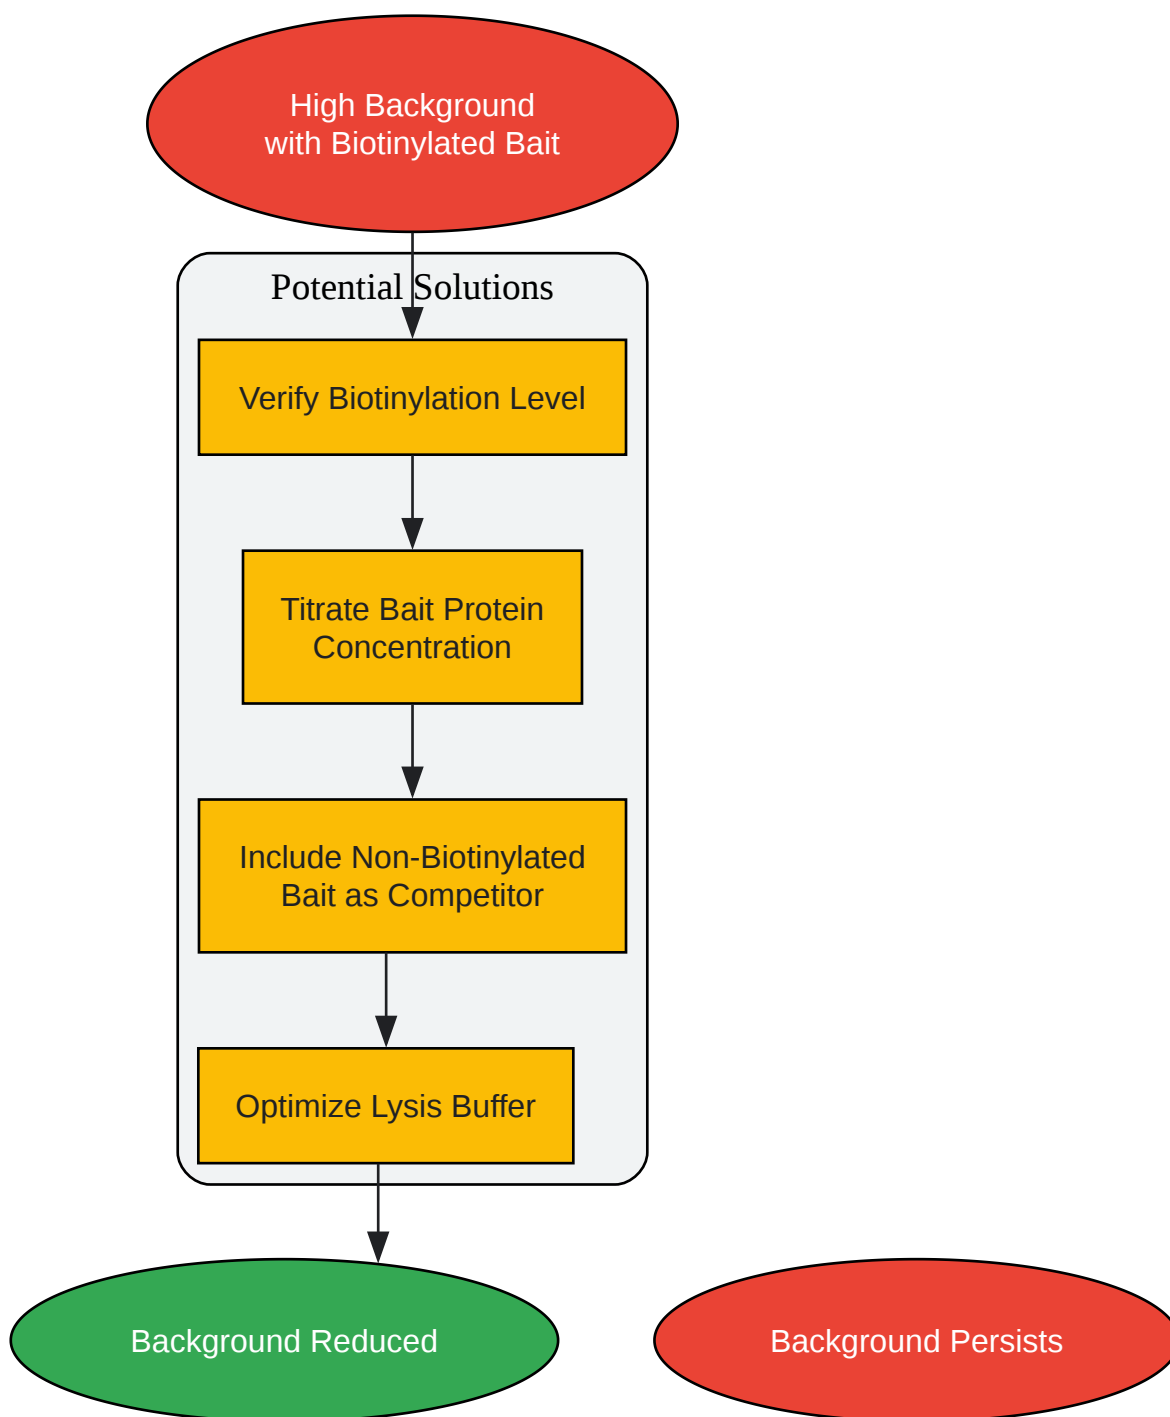 High Background
with Biotinylated Bait
Potential Solutions
Verify Biotinylation Level
Titrate Bait Protein
Concentration
Include Non-Biotinylated
Bait as Competitor
Optimize Lysis Buffer
Background Reduced
Background Persists